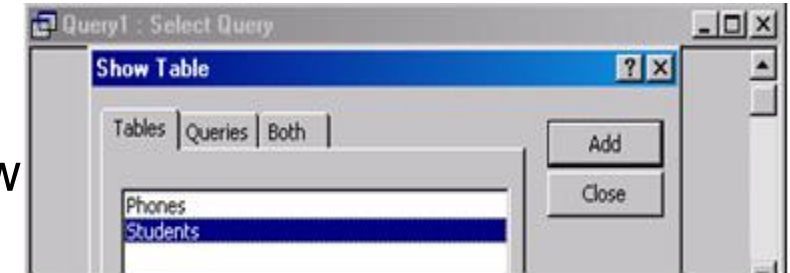 Query1 : Select Query
Show Table
Tables Queries Both
Add
w
Close
Phones
Students